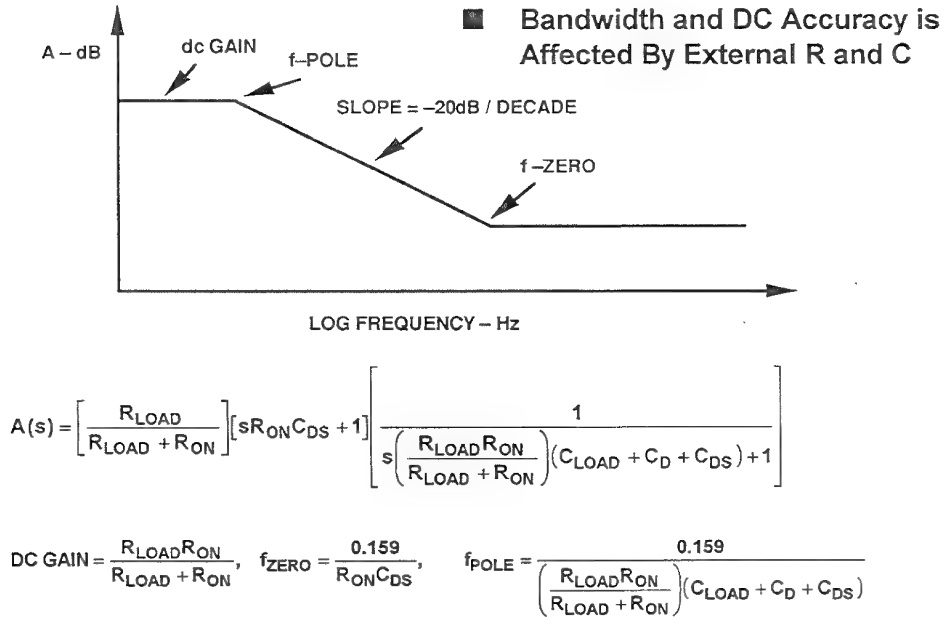 ■ Bandwidth and DC Accuracy is
Affected By External R and C
A – dB
dc GAIN
f–POLE
SLOPE = –20dB / DECADE
f –ZERO
LOG FREQUENCY – Hz
A(s) = [R_LOAD / (R_LOAD + R_ON)] [sR_ON C_DS + 1] [1 / (s(R_LOAD R_ON / (R_LOAD + R_ON))(C_LOAD + C_D + C_DS) + 1)]
DC GAIN = R_LOAD R_ON / (R_LOAD + R_ON), f_ZERO = 0.159 / (R_ON C_DS), f_POLE = 0.159 / ((R_LOAD R_ON / (R_LOAD + R_ON))(C_LOAD + C_D + C_DS))